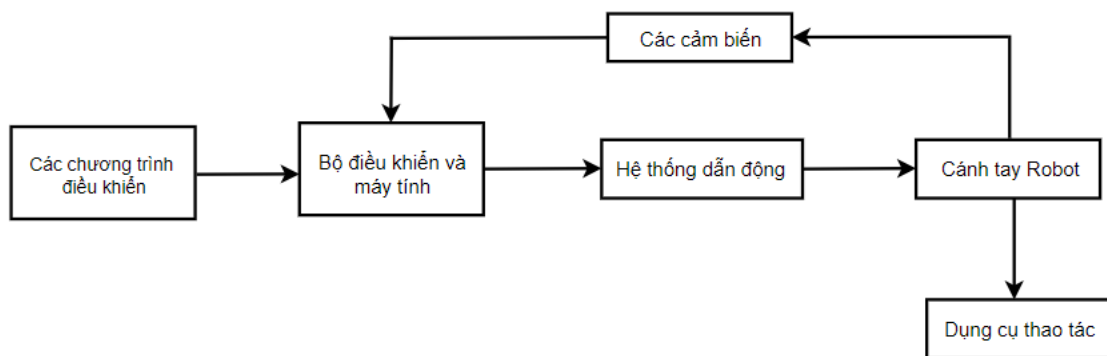 Các cảm biến
Các chương trình
điều khiển
Bộ điều khiển và
máy tính
Hệ thống dẫn động
Cánh tay Robot
Dụng cụ thao tác